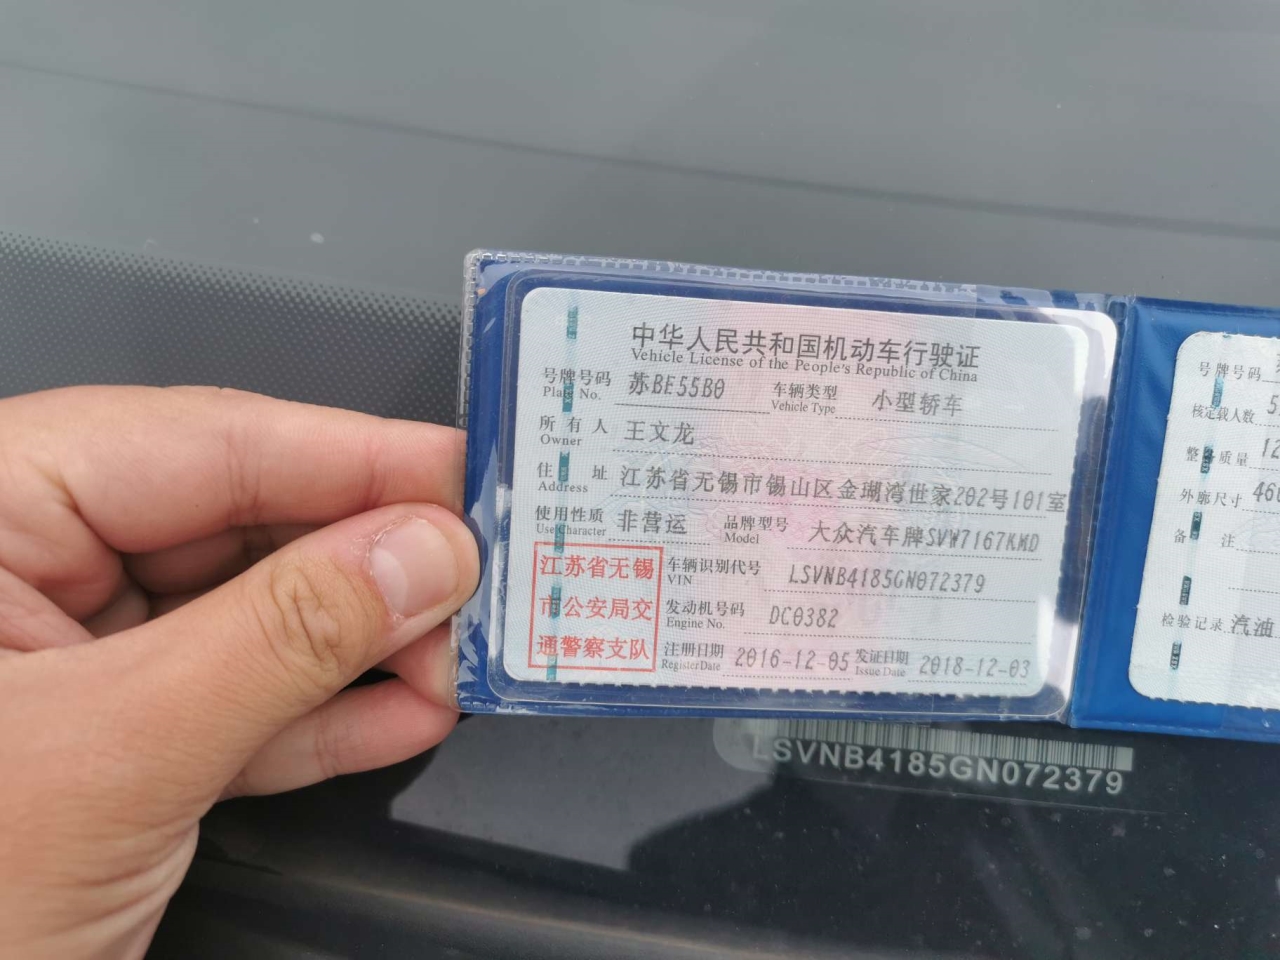 中华人民共和国机动车行驶证
Vehicle License of the People's Republic of China
号牌号码 苏BE55B0 车辆类型 小型轿车
Plate No. Vehicle Type
所有人 王文龙
Owner
住址 江苏省无锡市锡山区金瑚湾世家202号101室
Address
使用性质 非营运 品牌型号 大众汽车牌SVW7167KMD
Use Character Model
江苏省无锡
市公安局交
通警察支队
车辆识别代号 LSVNB4185GN072379
VIN
发动机号码 DC0382
Engine No.
注册日期 2016-12-05 发证日期 2018-12-03
Register Date Issue Date
号牌号码
核定载人数 5
整备质量 12
外廓尺寸 46
备注
检验记录 汽油
LSVNB4185GN072379